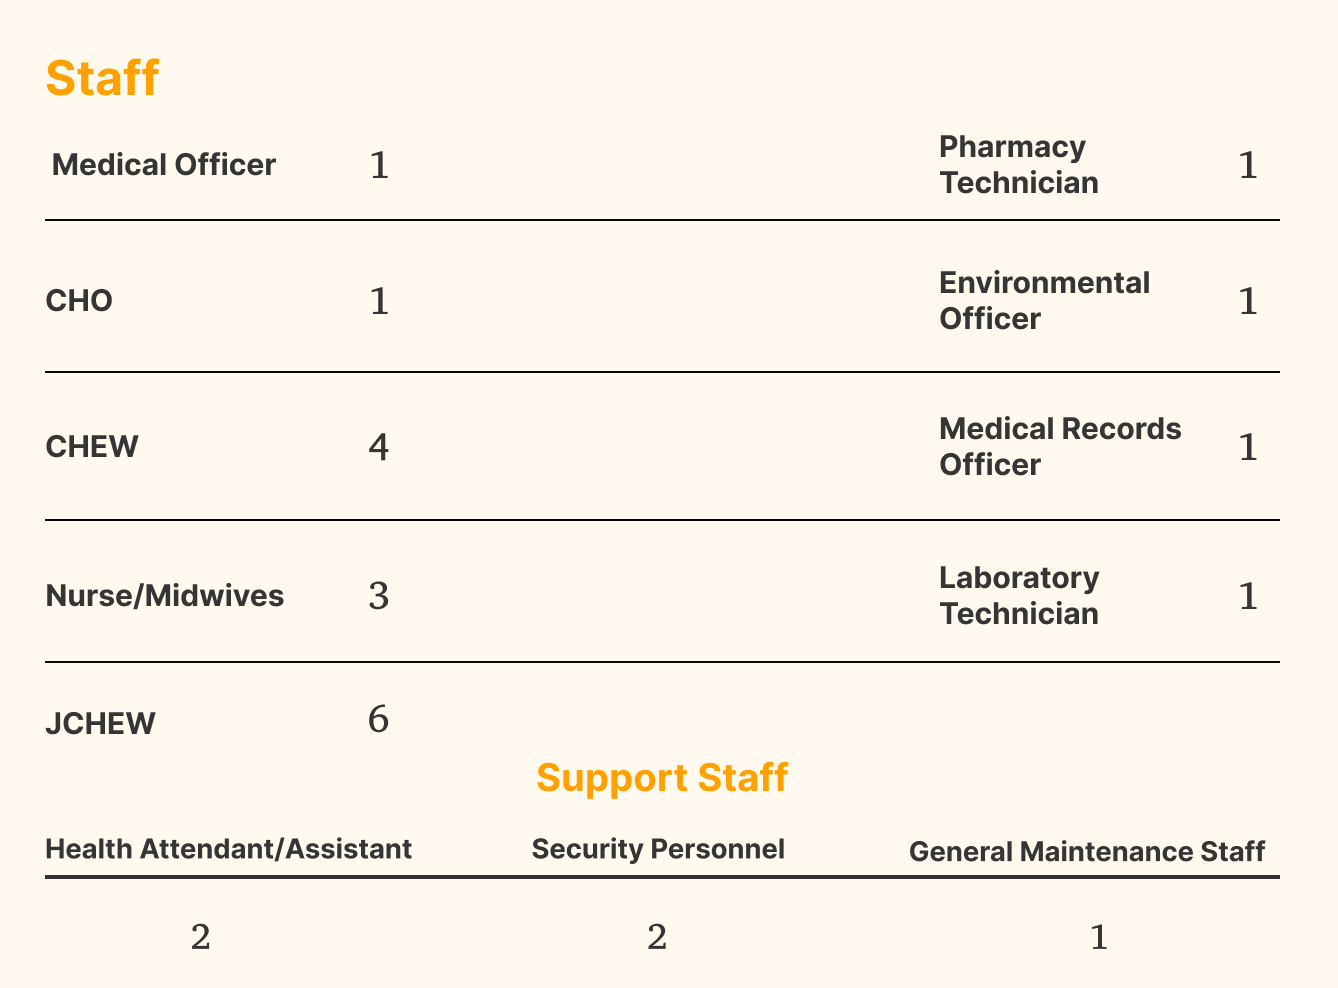 Staff
Medical Officer 1 Pharmacy Technician 1
CHO 1 Environmental Officer 1
CHEW 4 Medical Records Officer 1
Nurse/Midwives 3 Laboratory Technician 1
JCHEW 6
Support Staff
Health Attendant/Assistant Security Personnel General Maintenance Staff
2 2 1